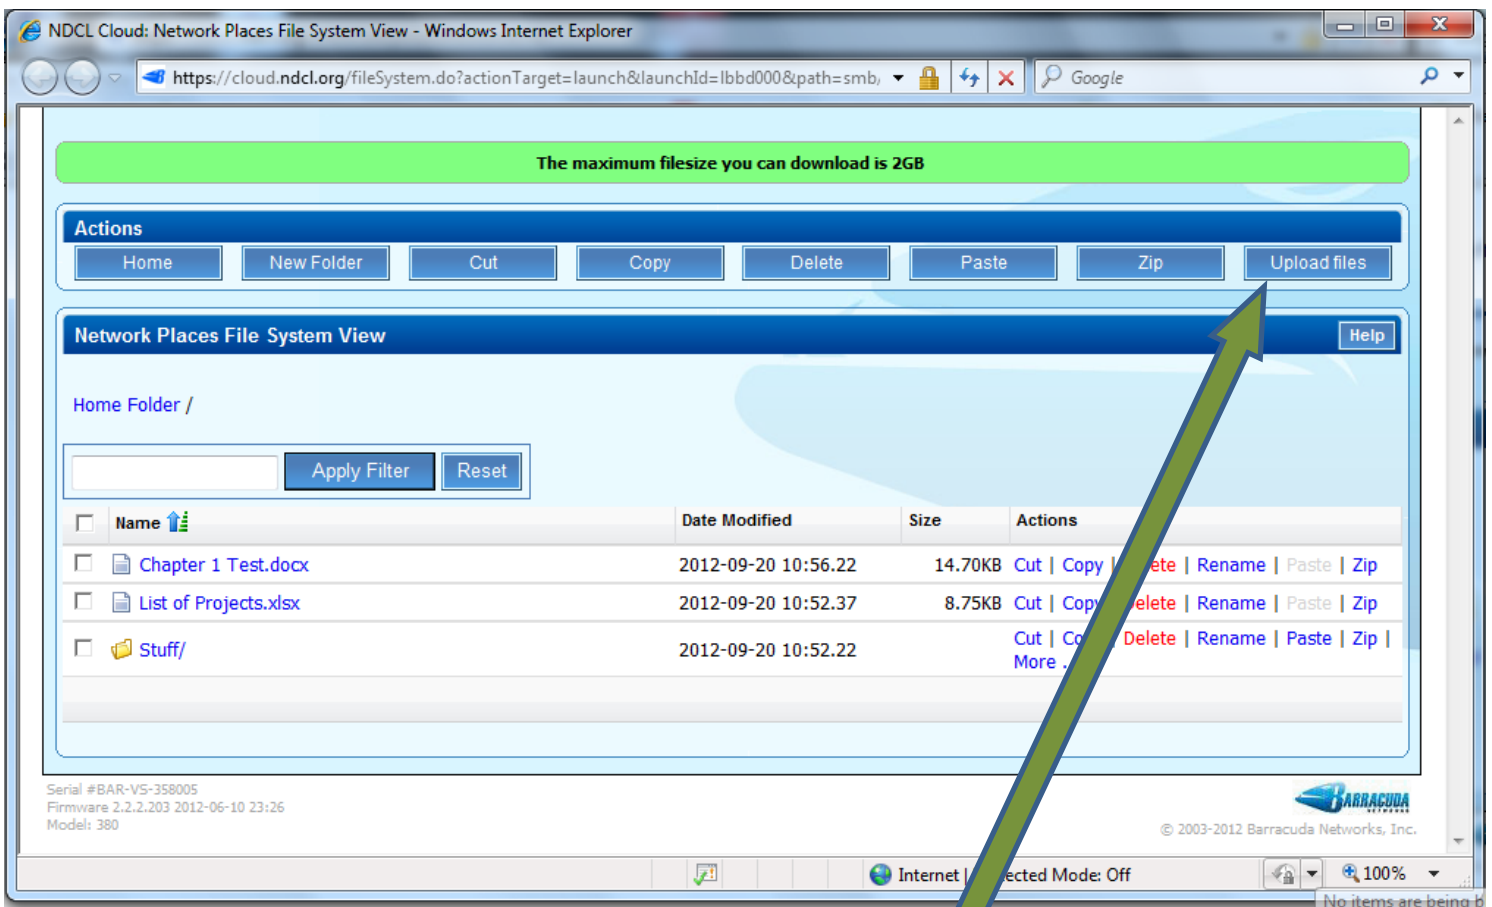 NDCL Cloud: Network Places File System View - Windows Internet Explorer
https://cloud.ndcl.org/fileSystem.do?actionTarget=launch&launchId=lbbd000&path=smb,
Google
The maximum filesize you can download is 2GB
Actions
Home New Folder Cut Copy Delete Paste Zip Upload files
Network Places File System View Help
Home Folder /
Apply Filter Reset
Name Date Modified Size Actions
Chapter 1 Test.docx 2012-09-20 10:56.22 14.70KB Cut | Copy | ete | Rename | Paste | Zip
List of Projects.xlsx 2012-09-20 10:52.37 8.75KB Cut | Copy elete | Rename | Paste | Zip
Stuff/ 2012-09-20 10:52.22 Cut | Co Delete | Rename | Paste | Zip |
More .
Serial #BAR-VS-358005
Firmware 2.2.2.203 2012-06-10 23:26
Model: 380
BARRACUDA
NETWORKS
© 2003-2012 Barracuda Networks, Inc.
Internet | ected Mode: Off 100%
No items are being b